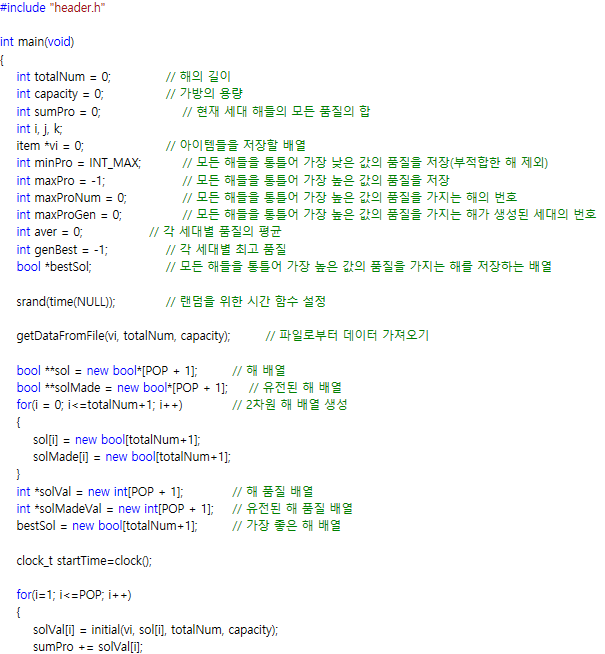 #include "header.h"
int main(void)
{
int totalNum = 0; // 해의 길이
int capacity = 0; // 가방의 용량
int sumPro = 0; // 현재 세대 해들의 모든 품질의 합
int i, j, k;
item *vi = 0; // 아이템들을 저장할 배열
int minPro = INT_MAX; // 모든 해들을 통틀어 가장 낮은 값의 품질을 저장(부적합한 해 제외)
int maxPro = -1; // 모든 해들을 통틀어 가장 높은 값의 품질을 저장
int maxProNum = 0; // 모든 해들을 통틀어 가장 높은 값의 품질을 가지는 해의 번호
int maxProGen = 0; // 모든 해들을 통틀어 가장 높은 값의 품질을 가지는 해가 생성된 세대의 번호
int aver = 0; // 각 세대별 품질의 평균
int genBest = -1; // 각 세대별 최고 품질
bool *bestSol; // 모든 해들을 통틀어 가장 높은 값의 품질을 가지는 해를 저장하는 배열
srand(time(NULL)); // 랜덤을 위한 시간 함수 설정
getDataFromFile(vi, totalNum, capacity); // 파일로부터 데이터 가져오기
bool **sol = new bool*[POP + 1]; // 해 배열
bool **solMade = new bool*[POP + 1]; // 유전된 해 배열
for(i = 0; i<=totalNum+1; i++) // 2차원 해 배열 생성
{
sol[i] = new bool[totalNum+1];
solMade[i] = new bool[totalNum+1];
}
int *solVal = new int[POP + 1]; // 해 품질 배열
int *solMadeVal = new int[POP + 1]; // 유전된 해 품질 배열
bestSol = new bool[totalNum+1]; // 가장 좋은 해 배열
clock_t startTime=clock();
for(i=1; i<=POP; i++)
{
solVal[i] = initial(vi, sol[i], totalNum, capacity);
sumPro += solVal[i];